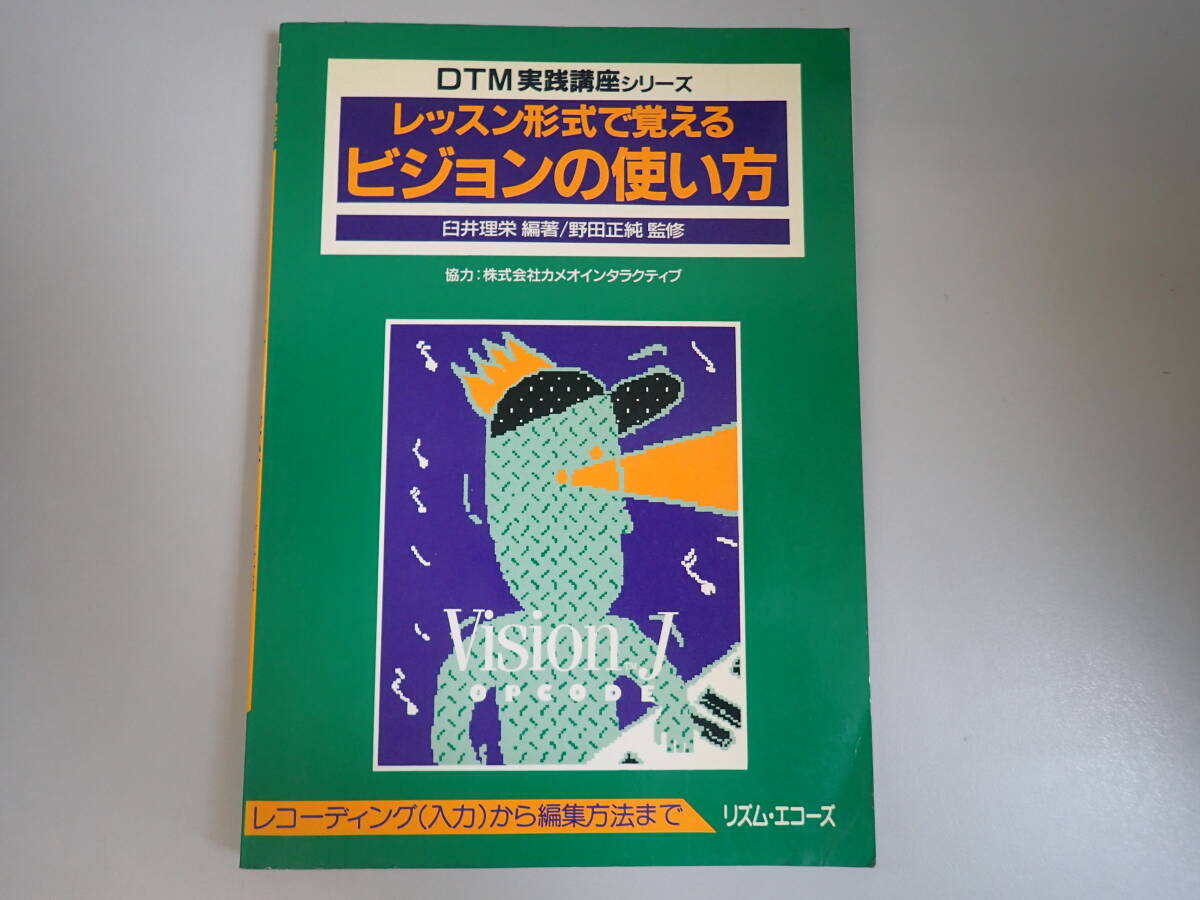 DTM実践講座シリーズ
レッスン形式で覚える
ビジョンの使い方
臼井理栄 編著/野田正純 監修
協力:株式会社カメオインタラクティブ
Vision™J
OPCODE
レコーディング(入力)から編集方法まで
リズム・エコーズ